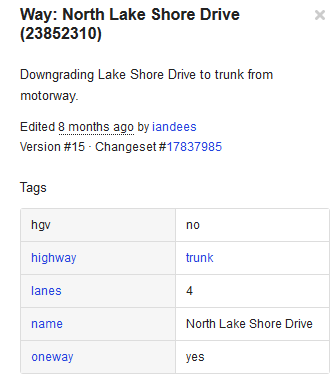 Way: North Lake Shore Drive
(23852310)
Downgrading Lake Shore Drive to trunk from
motorway.
Edited 8 months ago by iandees
Version #15 · Changeset #17837985
Tags
hgv no
highway trunk
lanes 4
name North Lake Shore Drive
oneway yes